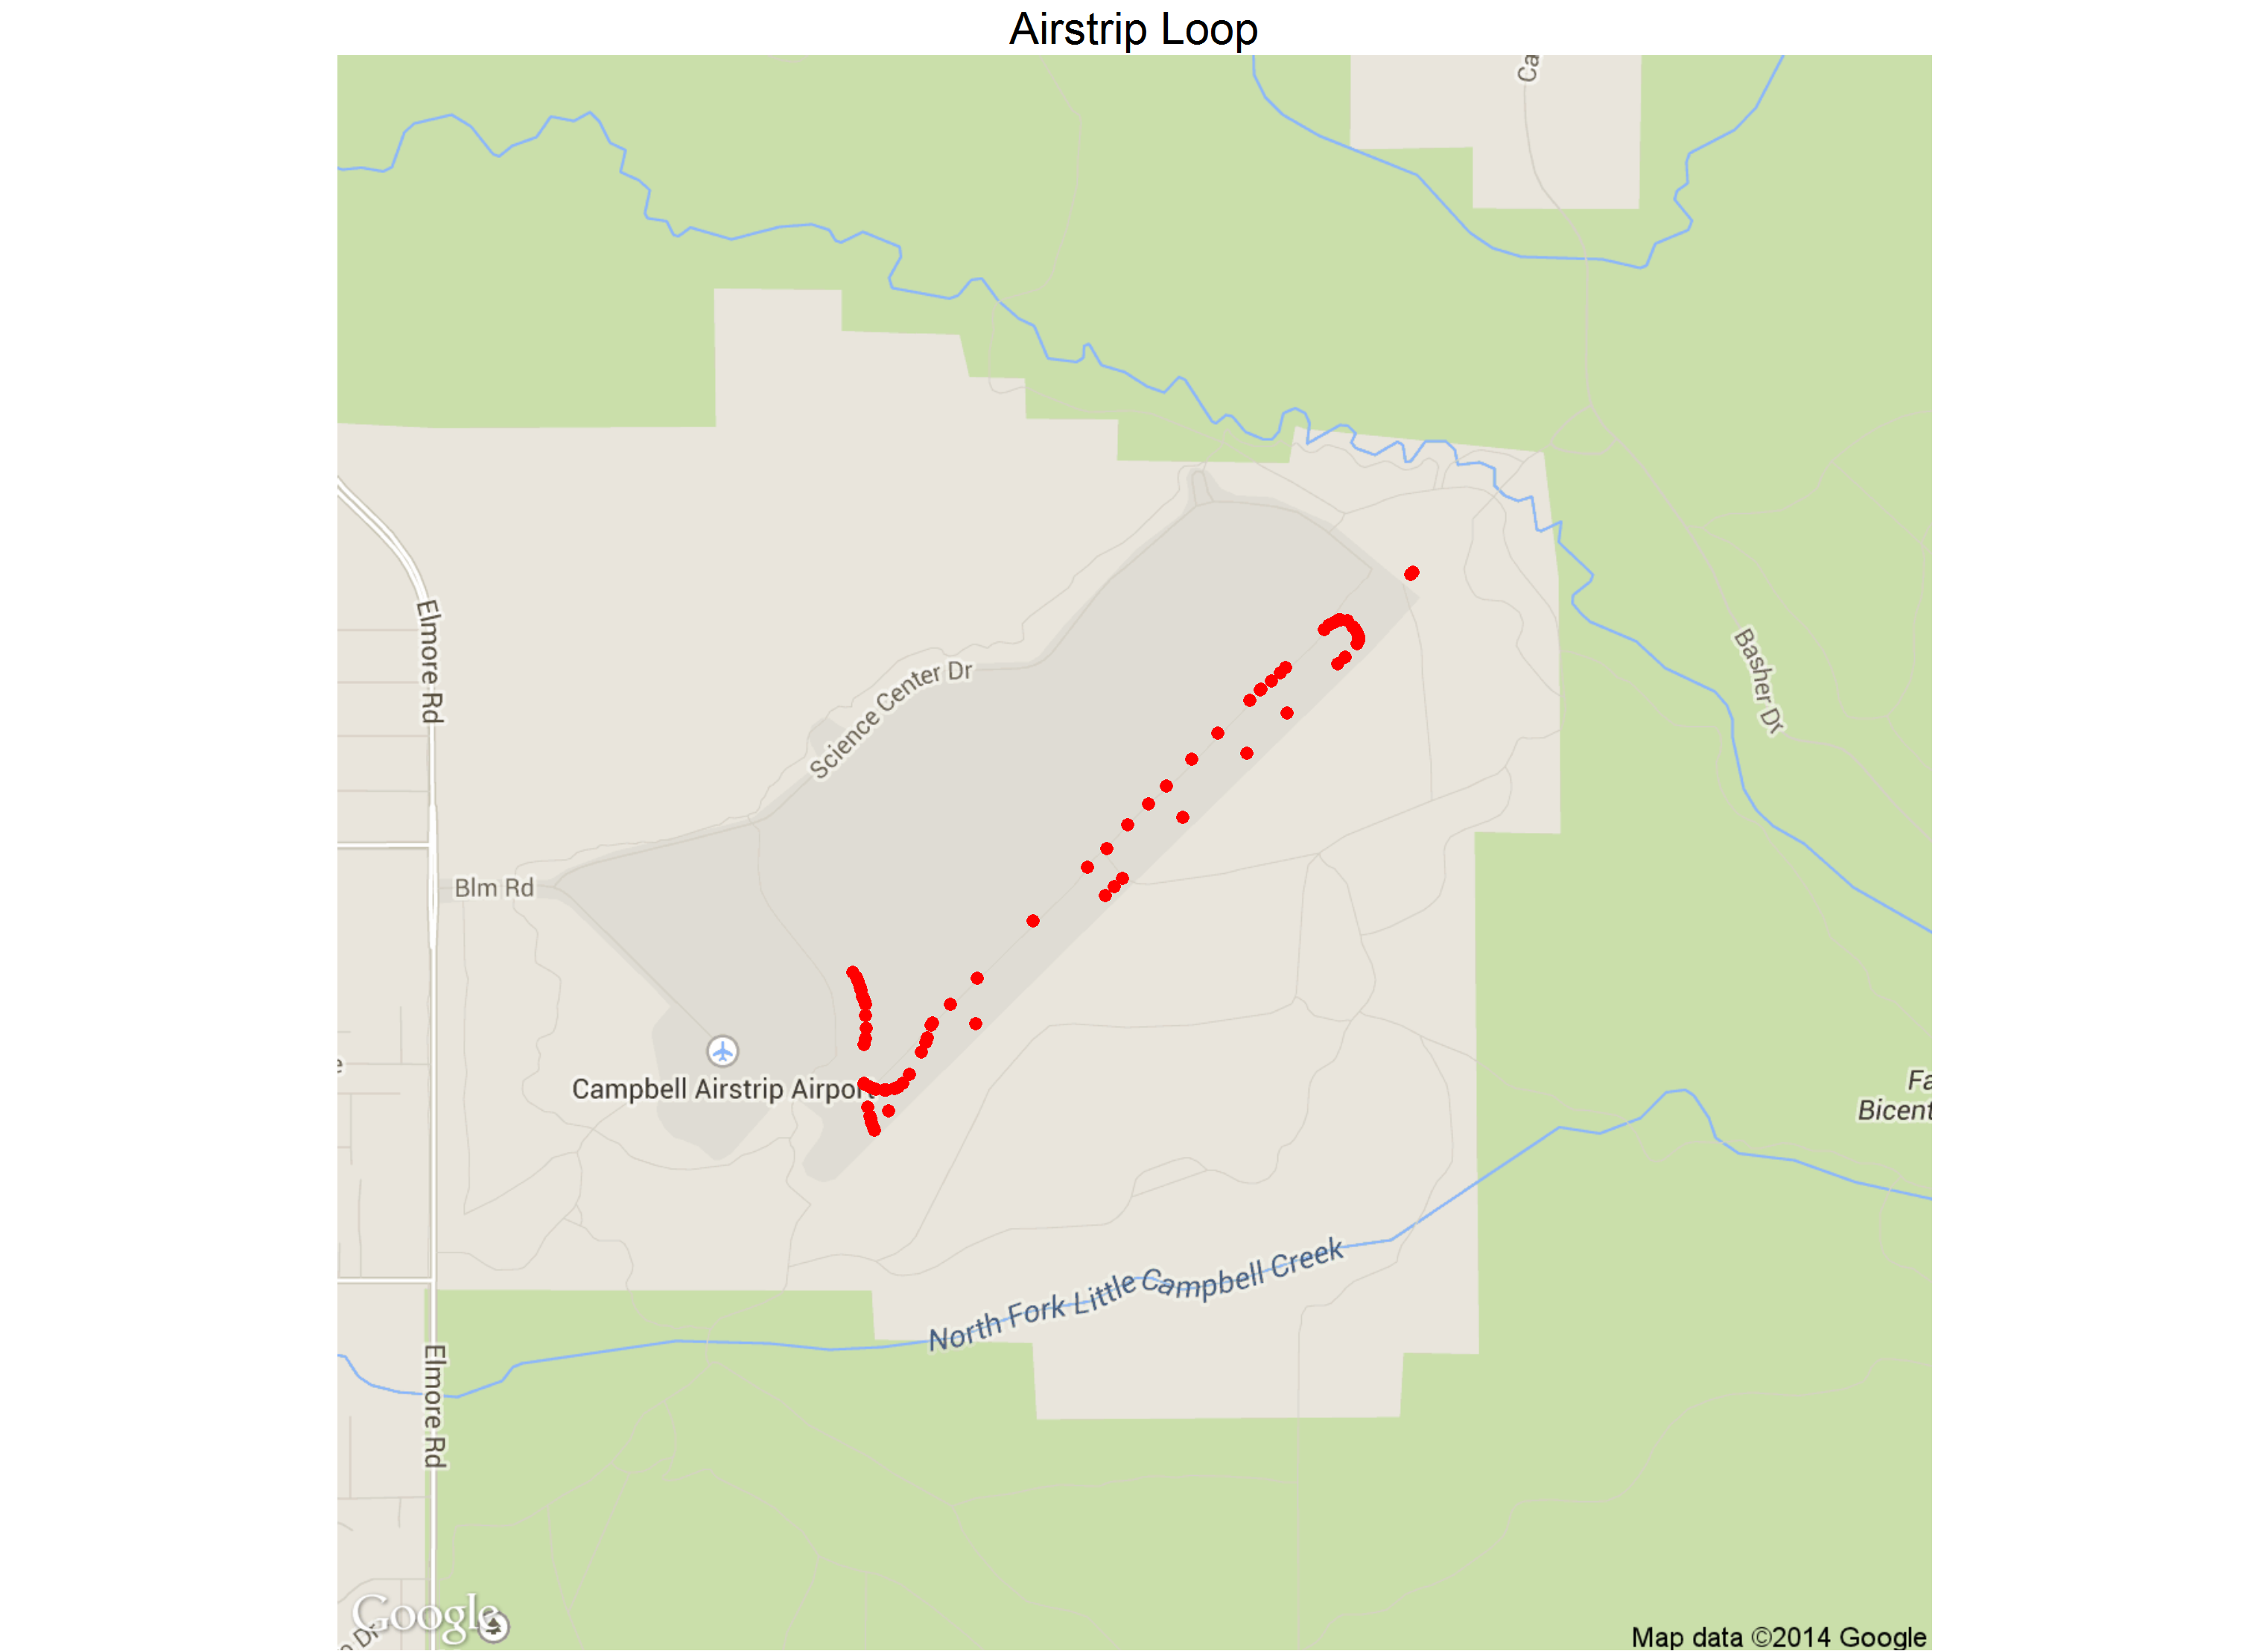 Airstrip Loop
Ca
Elmore Rd
Science Center Dr
Basher Dr
Blm Rd
Campbell Airstrip Airport
Fa
Bicent
North Fork Little Campbell Creek
Elmore Rd
Google
Dr
Map data ©2014 Google